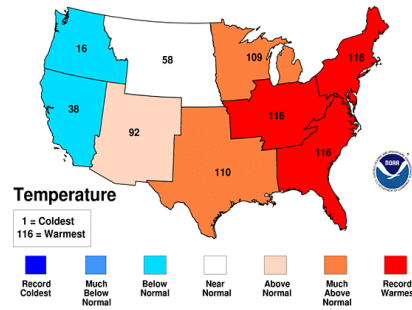 16
58
109
116
38
92
116
116
110
NOAA
Temperature
1 = Coldest
116 = Warmest
Record
Coldest
Much
Below
Normal
Below
Normal
Near
Normal
Above
Normal
Much
Above
Normal
Record
Warmes